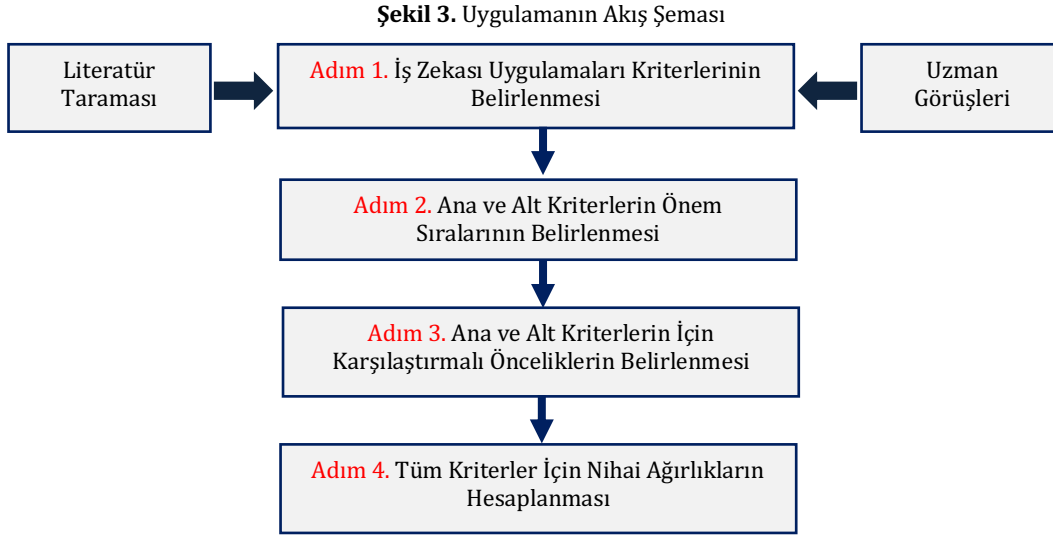 Şekil 3. Uygulamanın Akış Şeması
Literatür
Taraması
Adım 1. İş Zekası Uygulamaları Kriterlerinin
Belirlenmesi
Uzman
Görüşleri
Adım 2. Ana ve Alt Kriterlerin Önem
Sıralarının Belirlenmesi
Adım 3. Ana ve Alt Kriterlerin İçin
Karşılaştırmalı Önceliklerin Belirlenmesi
Adım 4. Tüm Kriterler İçin Nihai Ağırlıkların
Hesaplanması